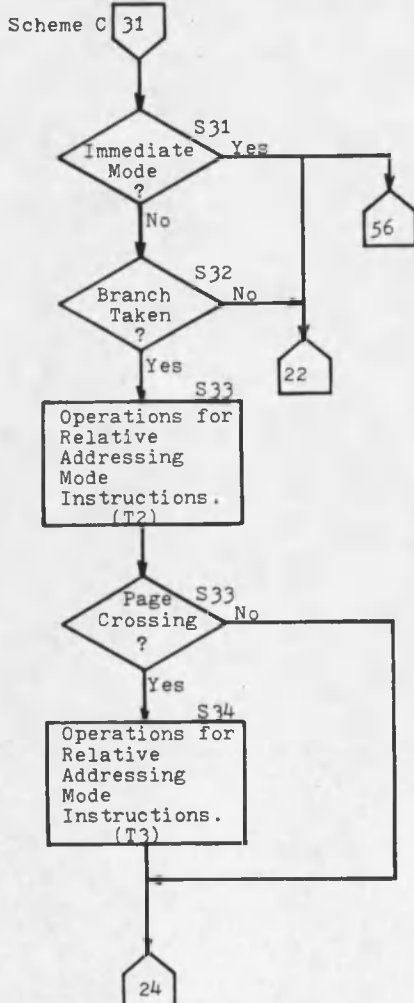 Scheme C 31
S31
Immediate Yes
Mode
?
56
No
S32
Branch No
Taken
?
22
Yes
S33
Operations for
Relative
Addressing
Mode
Instructions.
(T2)
Page S33
Crossing No
?
Yes
S34
Operations for
Relative
Addressing
Mode
Instructions.
(T3)
24